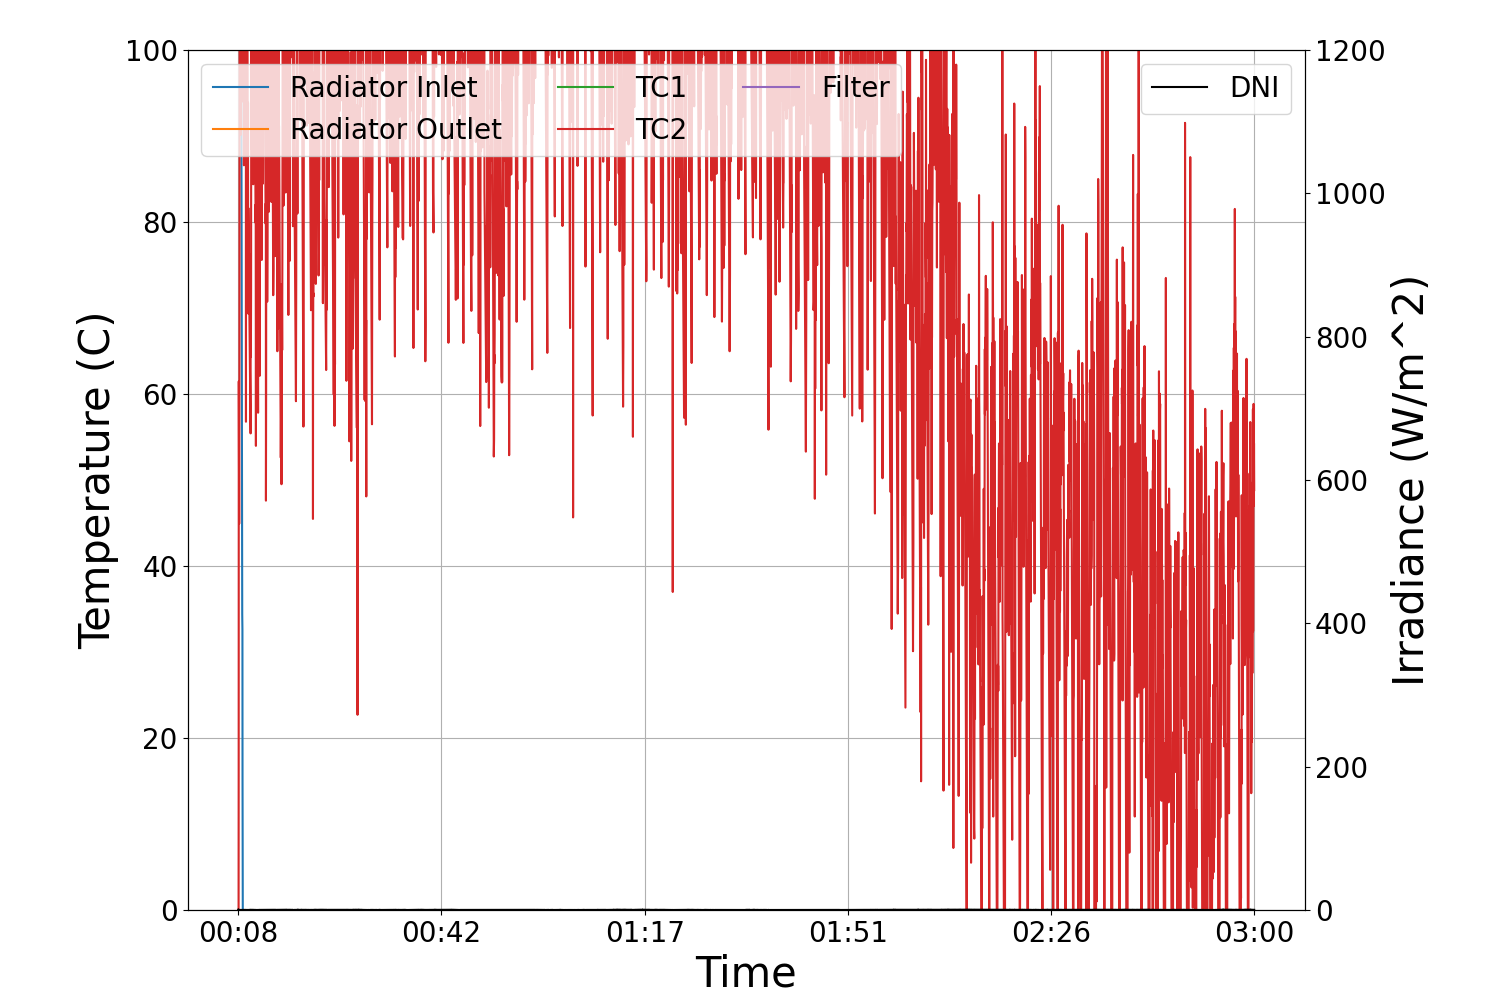 100
80
60
40
20
0
Temperature (C)
Radiator Inlet
Radiator Outlet
TC1
TC2
Filter
DNI
1200
1000
800
600
400
200
0
Irradiance (W/m^2)
00:08
00:42
01:17
01:51
02:26
03:00
Time